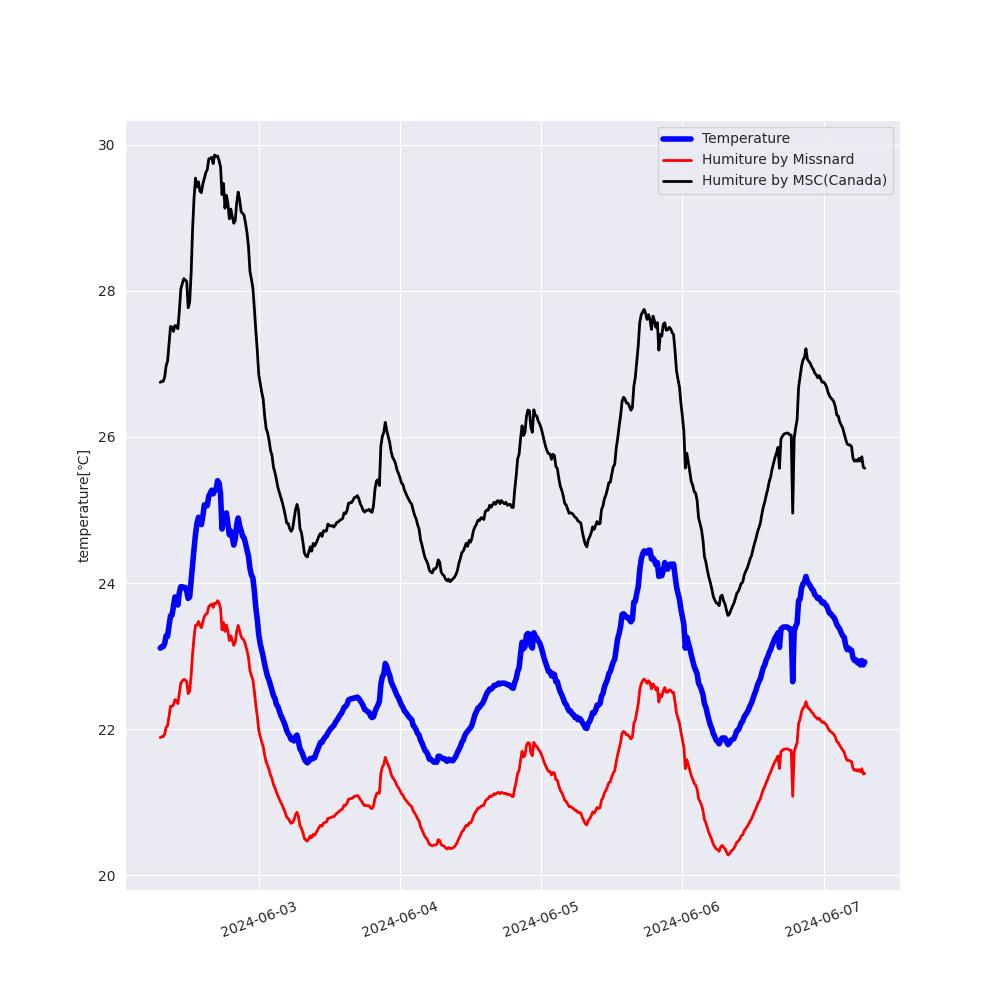 30
28
26
24
22
20
temperature[℃]
Temperature
Humiture by Missnard
Humiture by MSC(Canada)
2024-06-03
2024-06-04
2024-06-05
2024-06-06
2024-06-07